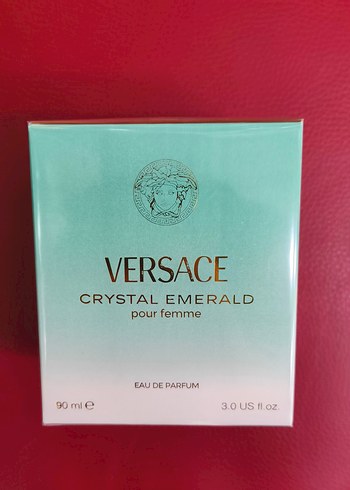 VERSACE
CRYSTAL EMERALD
pour femme
EAU DE PARFUM
90 ml ℮ 3.0 US fl.oz.